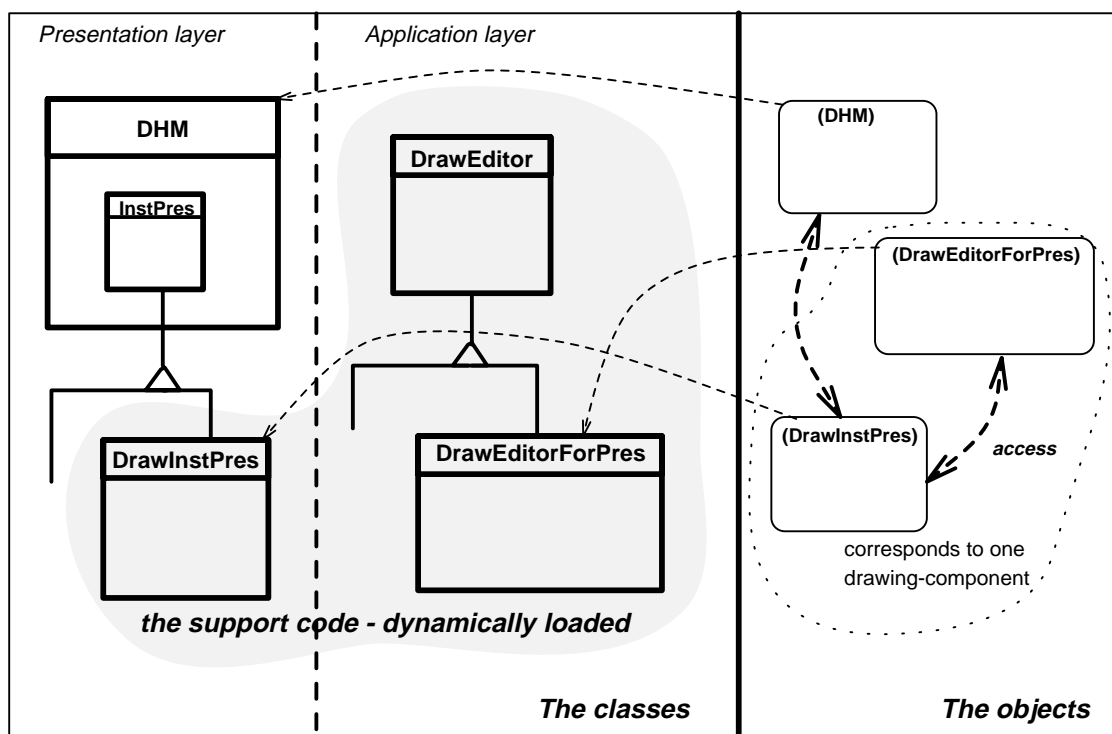 Presentation layer
Application layer
DHM
InstPres
DrawEditor
DrawInstPres
DrawEditorForPres
the support code - dynamically loaded
The classes
(DHM)
(DrawEditorForPres)
(DrawInstPres)
access
corresponds to one
drawing-component
The objects